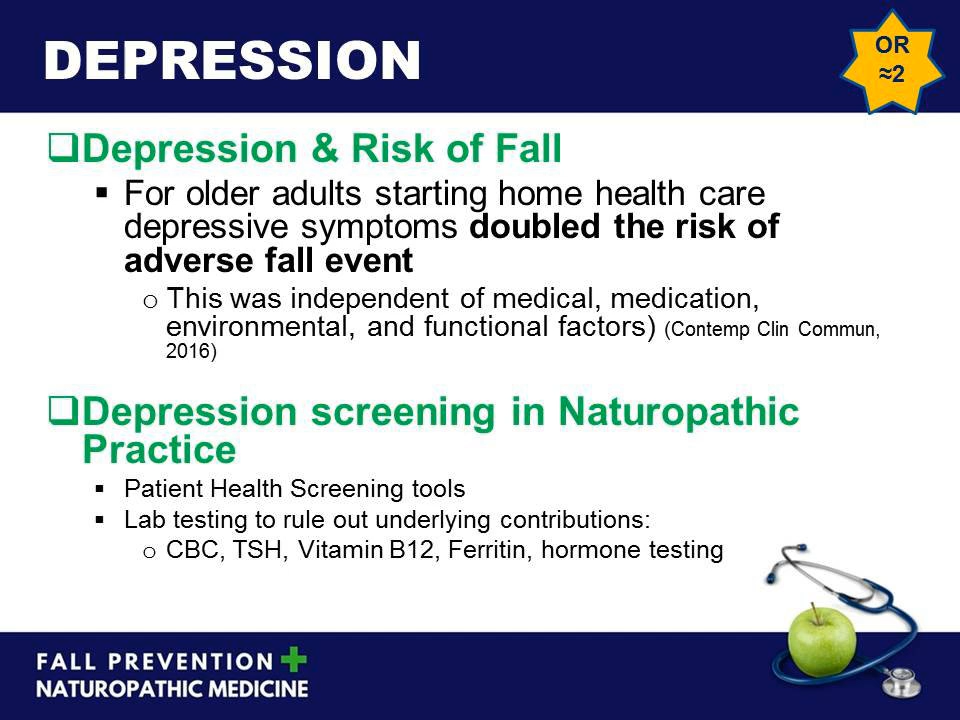 DEPRESSION
OR
≈2
Depression & Risk of Fall
For older adults starting home health care
depressive symptoms doubled the risk of
adverse fall event
This was independent of medical, medication,
environmental, and functional factors) (Contemp Clin Commun,
2016)
Depression screening in Naturopathic
Practice
Patient Health Screening tools
Lab testing to rule out underlying contributions:
CBC, TSH, Vitamin B12, Ferritin, hormone testing
FALL PREVENTION +
NATUROPATHIC MEDICINE